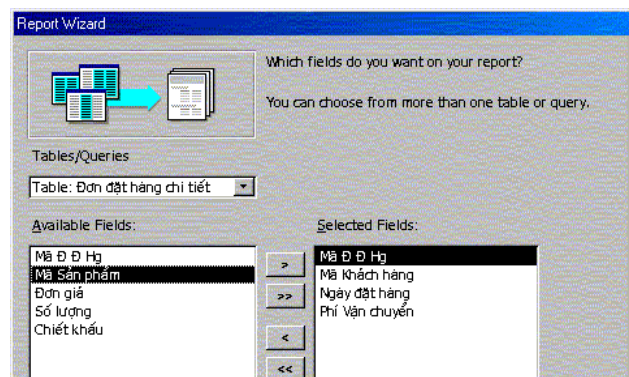 Report Wizard
Which fields do you want on your report?
You can choose from more than one table or query.
Tables/Queries
Table: Đơn đặt hàng chi tiết
Available Fields:
Mã Đ Đ Hg
Mã Sản phẩm
Đơn giá
Số lượng
Chiết khấu
>
>>
<
<<
Selected Fields:
Mã Đ Đ Hg
Mã Khách hàng
Ngày đặt hàng
Phí Vận chuyển